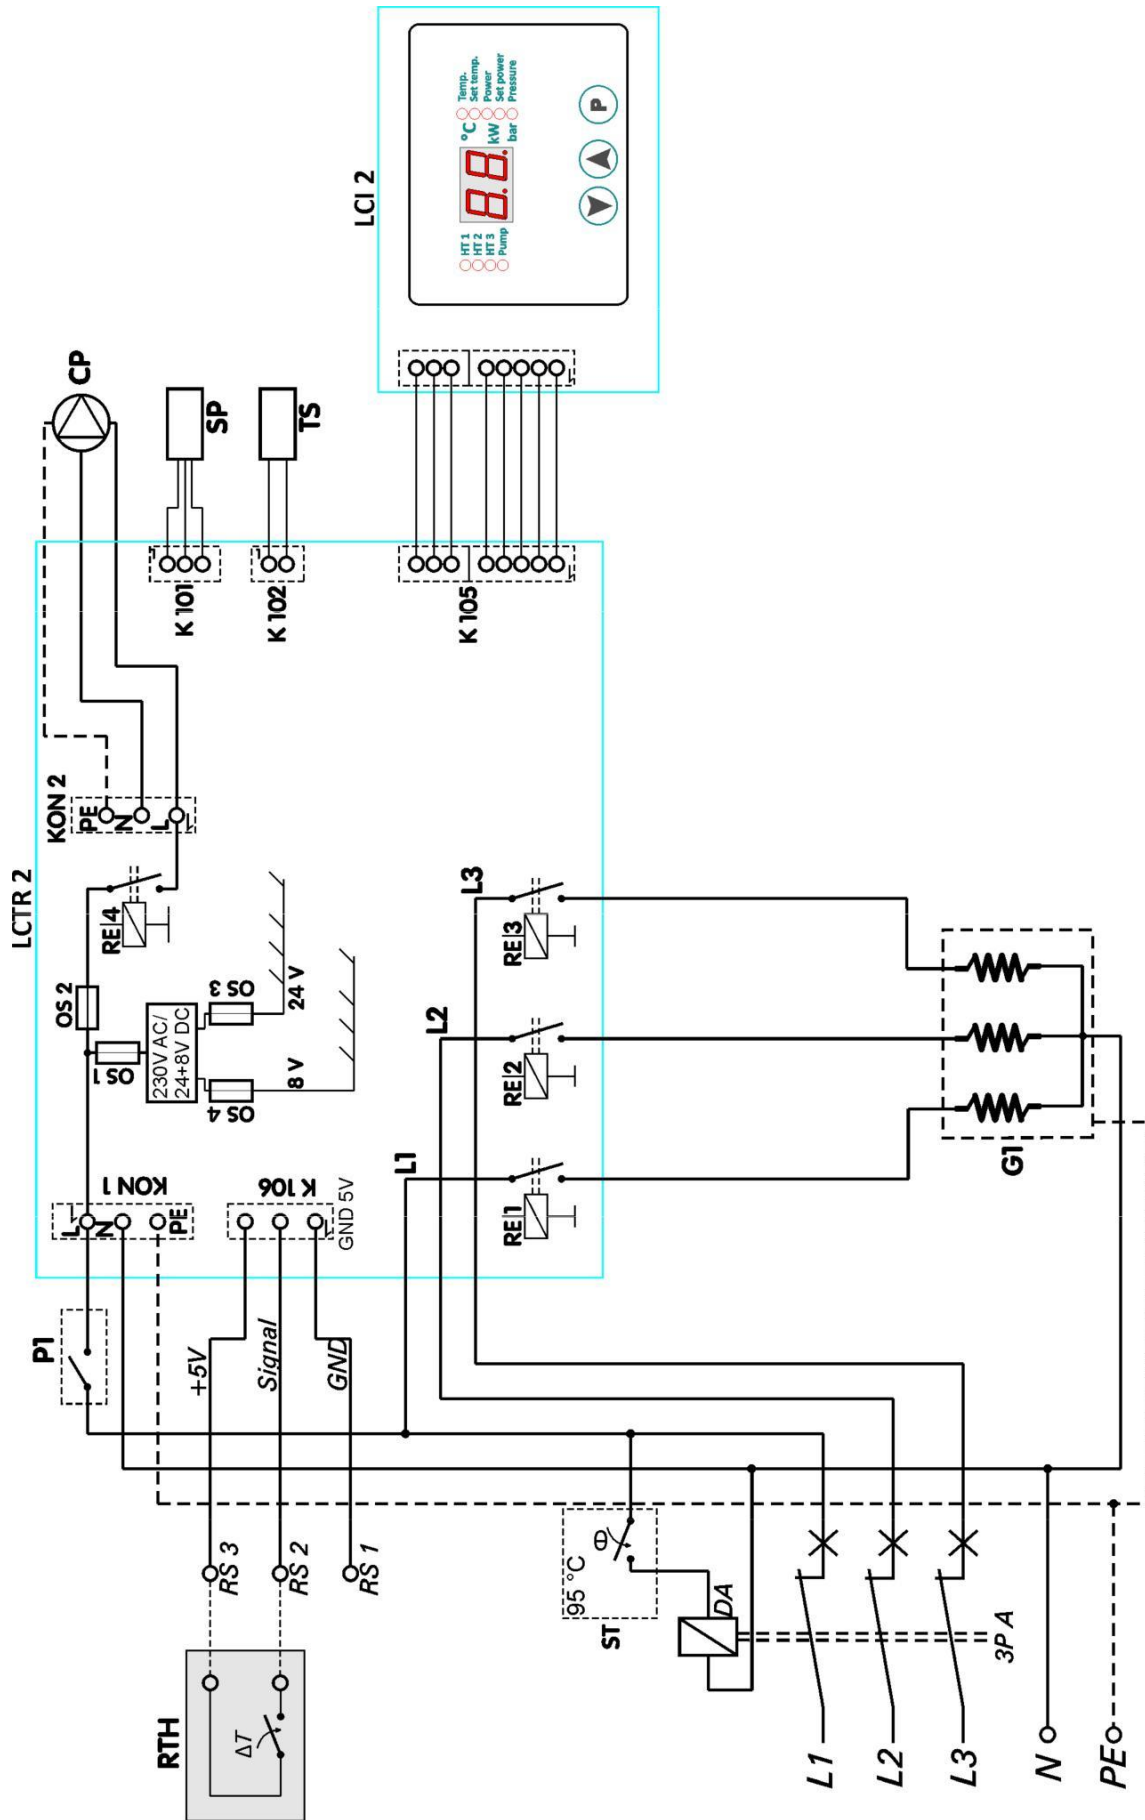 LCTR 2
LCI 2
HT 1
HT 2
HT 3
Pump
8.8.
°C
kW
bar
Temp.
Set temp.
Power
Set power
Pressure
P
P1
L
N
PE
KON 1
OS 1
OS 2
230V AC/
24+8V DC
OS 4
OS 3
8 V
24 V
RE 4
KON 2
PE
N
L
CP
K 101
SP
K 102
TS
K 105
K 106
GND 5V
+5V
Signal
GND
RTH
ΔT
RS 3
RS 2
RS 1
L1
RE 1
L2
RE 2
L3
RE 3
95 °C
θ
ST
DA
3P A
G1
L1
L2
L3
N
PE